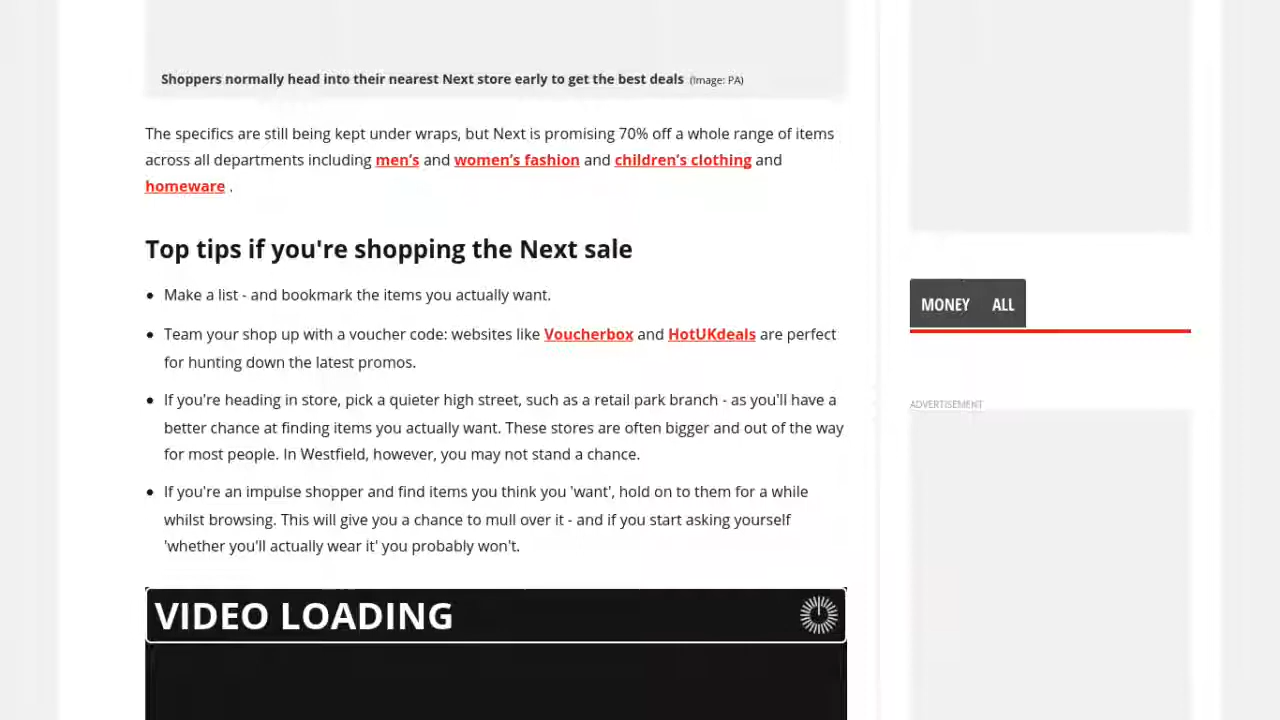 Shoppers normally head into their nearest Next store early to get the best deals (Image: PA)
The specifics are still being kept under wraps, but Next is promising 70% off a whole range of items
across all departments including men’s and women’s fashion and children’s clothing and
homeware .
Top tips if you're shopping the Next sale
• Make a list - and bookmark the items you actually want.
• Team your shop up with a voucher code: websites like Voucherbox and HotUKdeals are perfect
for hunting down the latest promos.
• If you're heading in store, pick a quieter high street, such as a retail park branch - as you'll have a
better chance at finding items you actually want. These stores are often bigger and out of the way
for most people. In Westfield, however, you may not stand a chance.
• If you're an impulse shopper and find items you think you 'want', hold on to them for a while
whilst browsing. This will give you a chance to mull over it - and if you start asking yourself
'whether you'll actually wear it' you probably won't.
VIDEO LOADING
MONEY ALL
ADVERTISEMENT